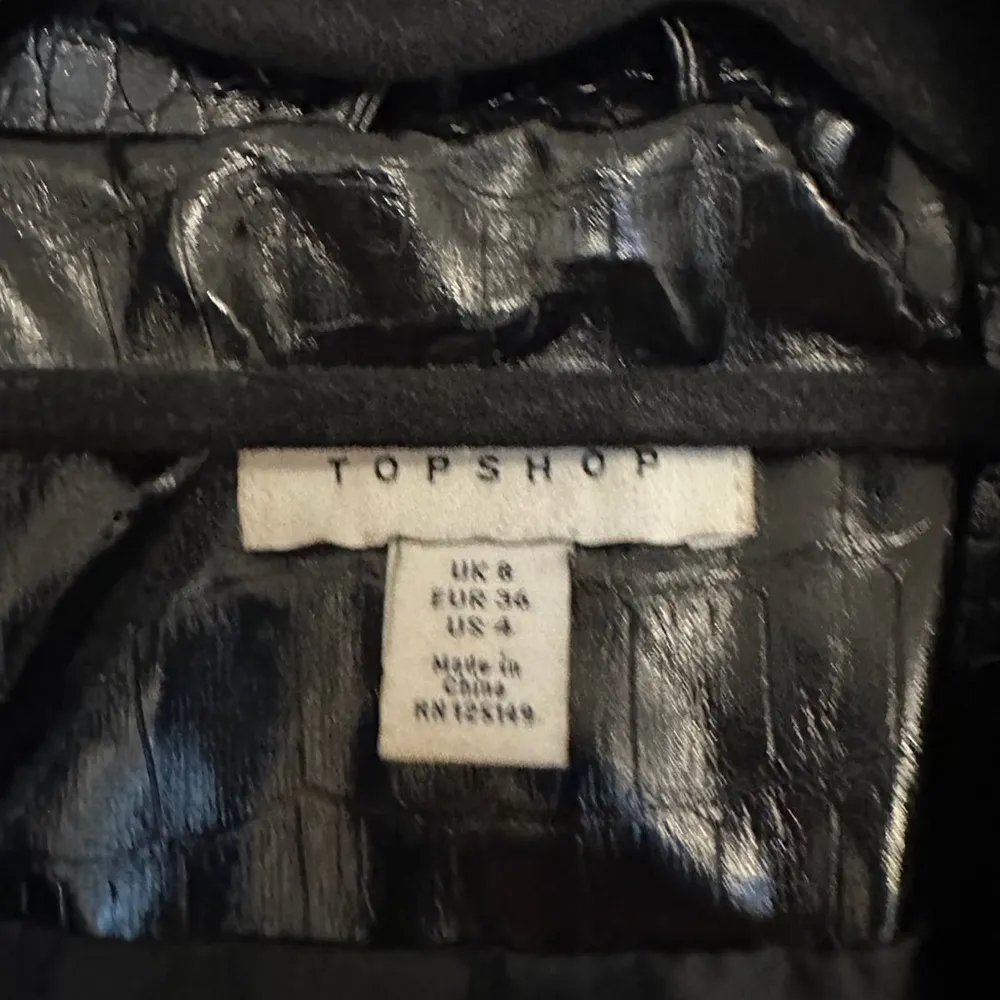 TOPSHOP
UK 8
EUR 36
US 4
Made in
China
RN 125149